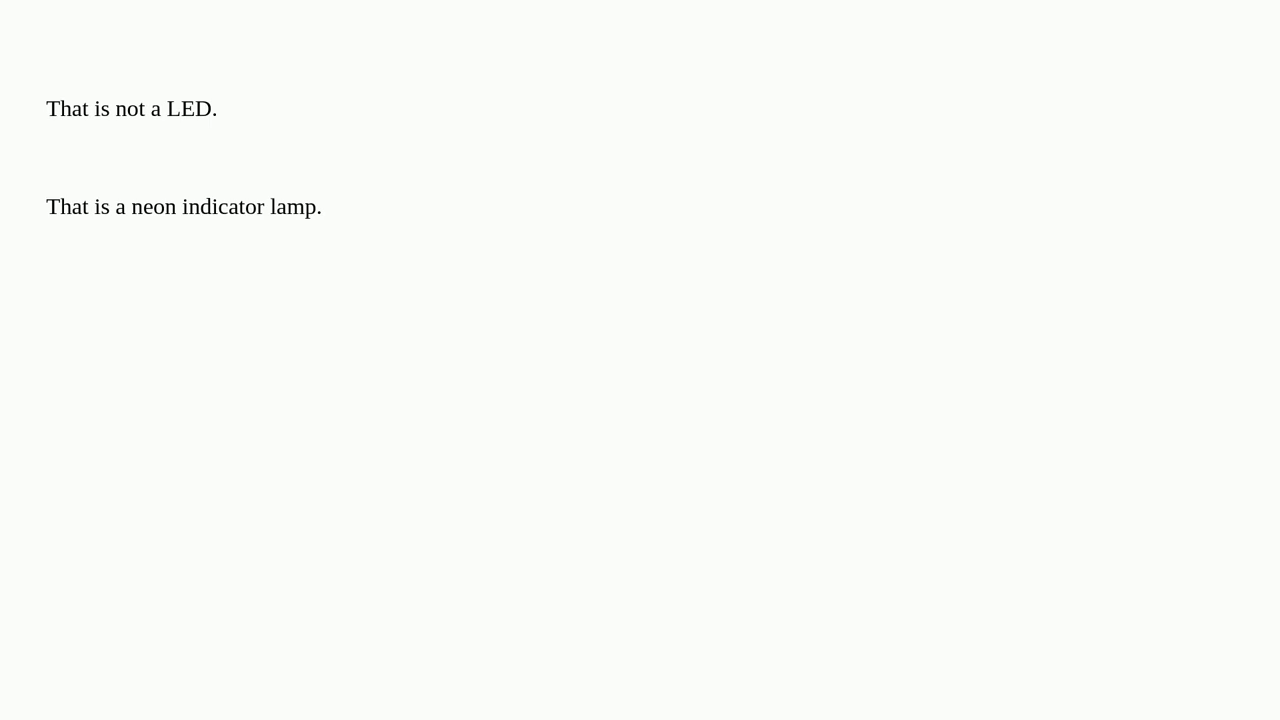 That is not a LED.
That is a neon indicator lamp.